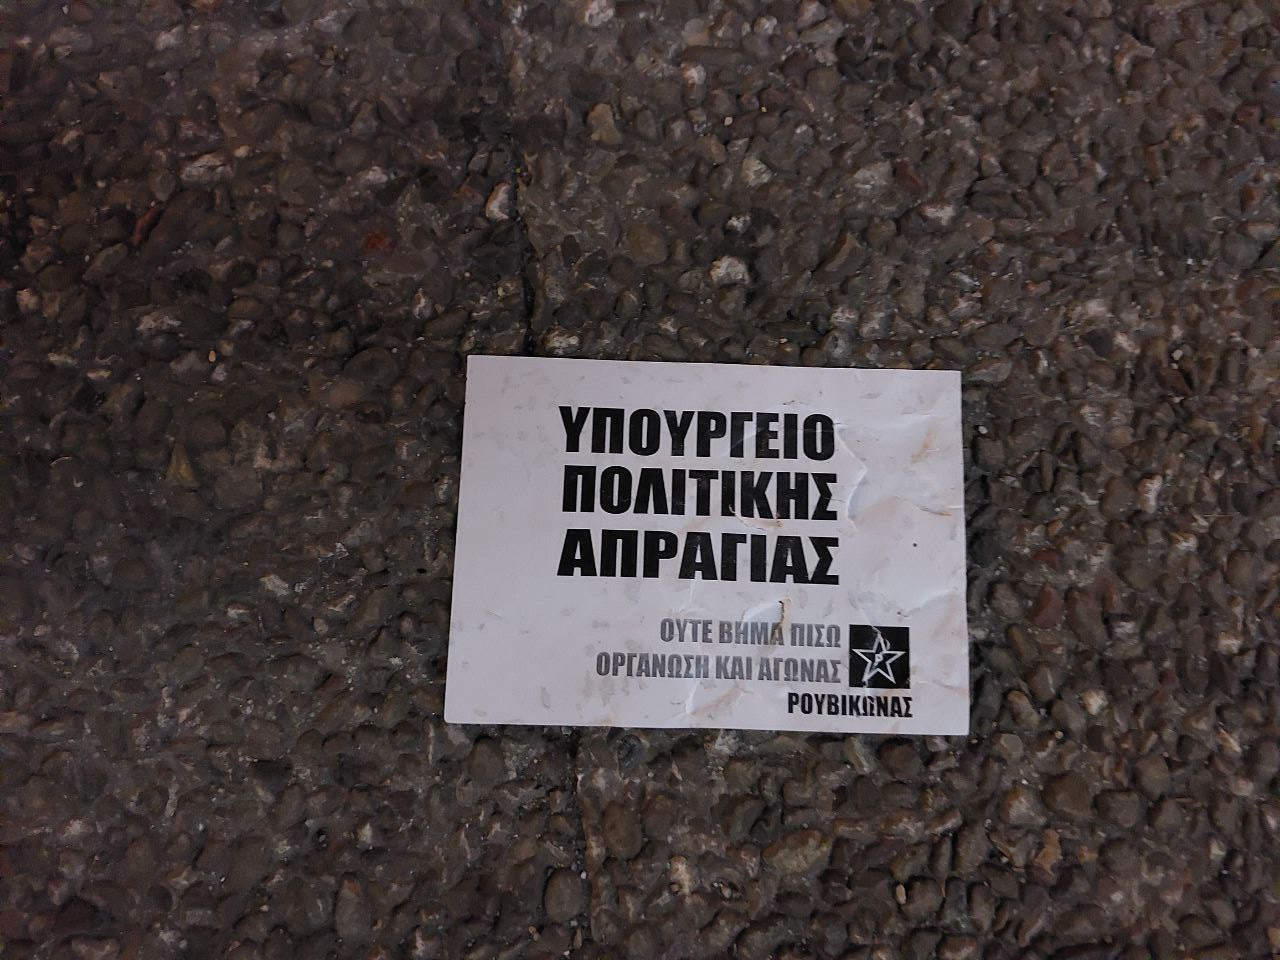 ΥΠΟΥΡΓΕΙΟ
ΠΟΛΙΤΙΚΗΣ
ΑΠΡΑΓΙΑΣ
ΟΥΤΕ ΒΗΜΑ ΠΙΣΩ
ΟΡΓΑΝΩΣΗ ΚΑΙ ΑΓΩΝΑΣ
Ρ
ΡΟΥΒΙΚΩΝΑΣ